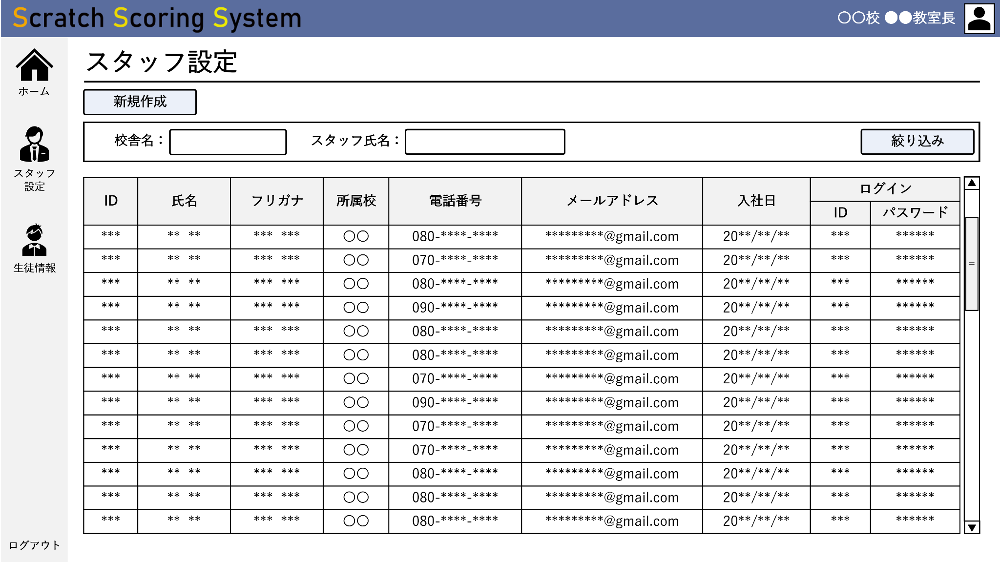 Scratch Scoring System
〇〇校 ●●教室長
ホーム
スタッフ
設定
生徒情報
ログアウト
スタッフ設定
新規作成
校舎名：
スタッフ氏名：
絞り込み
ID 氏名 フリガナ 所属校 電話番号 メールアドレス 入社日 ログイン
ID パスワード
*** ** ** *** *** 〇〇 080-****-**** *********@gmail.com 20**/**/** *** ******
*** ** ** *** *** 〇〇 070-****-**** *********@gmail.com 20**/**/** *** ******
*** ** ** *** *** 〇〇 080-****-**** *********@gmail.com 20**/**/** *** ******
*** ** ** *** *** 〇〇 090-****-**** *********@gmail.com 20**/**/** *** ******
*** ** ** *** *** 〇〇 080-****-**** *********@gmail.com 20**/**/** *** ******
*** ** ** *** *** 〇〇 080-****-**** *********@gmail.com 20**/**/** *** ******
*** ** ** *** *** 〇〇 070-****-**** *********@gmail.com 20**/**/** *** ******
*** ** ** *** *** 〇〇 090-****-**** *********@gmail.com 20**/**/** *** ******
*** ** ** *** *** 〇〇 070-****-**** *********@gmail.com 20**/**/** *** ******
*** ** ** *** *** 〇〇 070-****-**** *********@gmail.com 20**/**/** *** ******
*** ** ** *** *** 〇〇 080-****-**** *********@gmail.com 20**/**/** *** ******
*** ** ** *** *** 〇〇 080-****-**** *********@gmail.com 20**/**/** *** ******
*** ** ** *** *** 〇〇 080-****-**** *********@gmail.com 20**/**/** *** ******